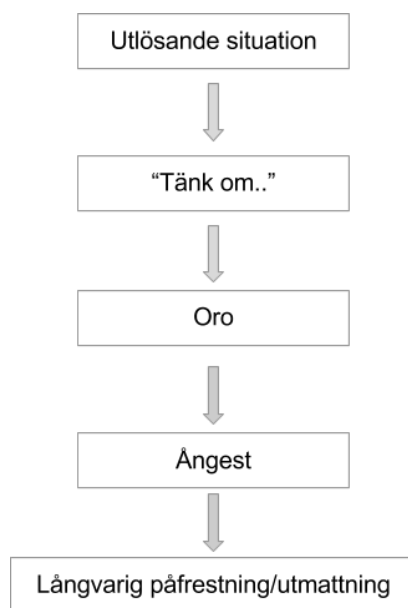 Utlösande situation
“Tänk om..”
Oro
Ångest
Långvarig påfrestning/utmattning